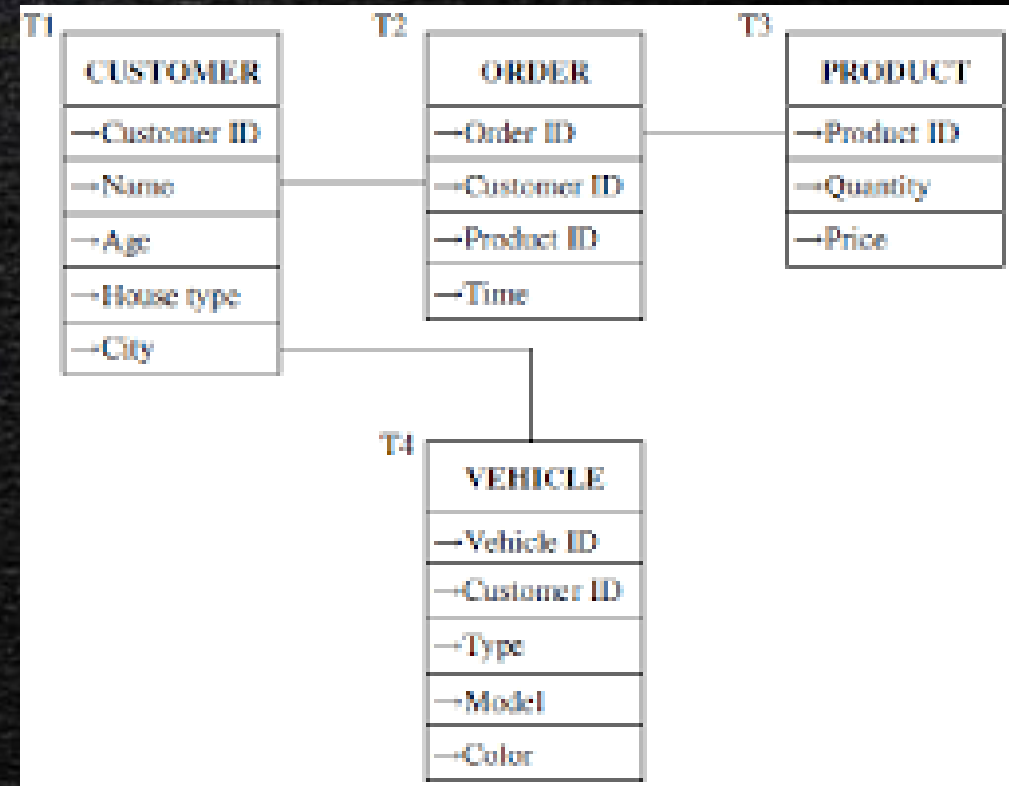 T1
CUSTOMER
→Customer ID
→Name
→Age
→House type
→City
T2
ORDER
→Order ID
→Customer ID
→Product ID
→Time
T3
PRODUCT
→Product ID
→Quantity
→Price
T4
VEHICLE
→Vehicle ID
→Customer ID
→Type
→Model
→Color